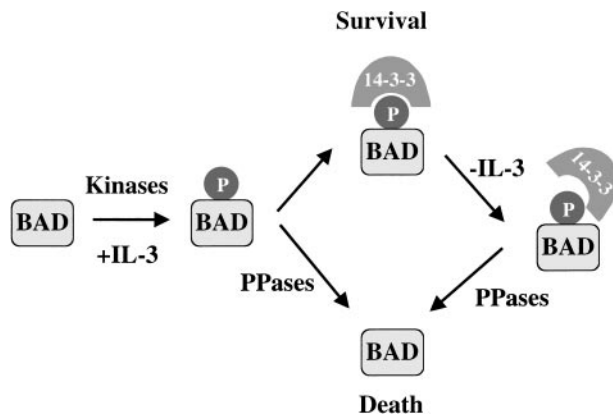 Survival
14-3-3
P
BAD
Kinases
P
BAD
BAD
+IL-3
-IL-3
14-3-3
P
BAD
PPases
PPases
BAD
Death